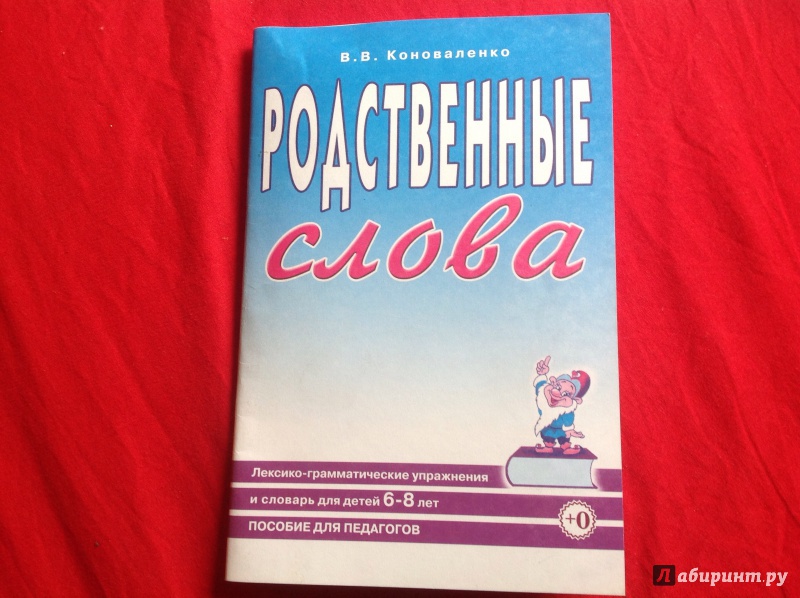 В.В. Коноваленко
РОДСТВЕННЫЕ
слова
Лексико-грамматические упражнения
и словарь для детей 6-8 лет
ПОСОБИЕ ДЛЯ ПЕДАГОГОВ
+0
Лабиринт.ру